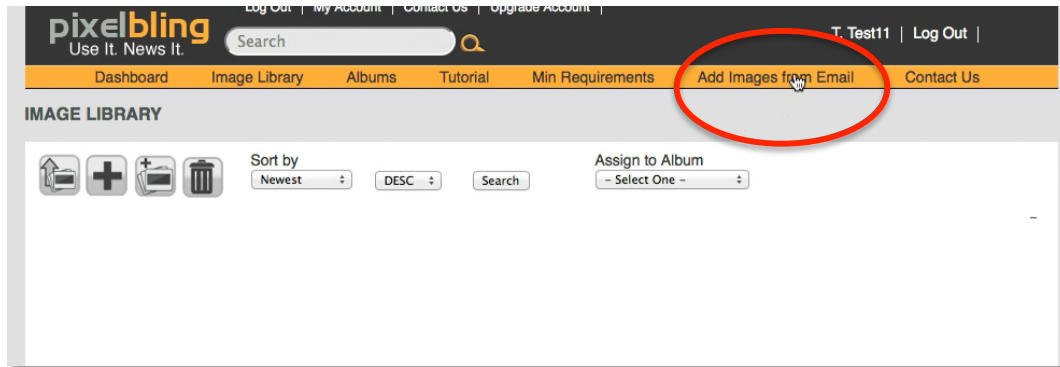 Log Out | My Account | Contact Us | Upgrade Account |
pixelbling
Use It. News It.
Search
T. Test11 | Log Out |
Dashboard Image Library Albums Tutorial Min Requirements Add Images from Email Contact Us
IMAGE LIBRARY
Sort by
Newest DESC Search
Assign to Album
– Select One –